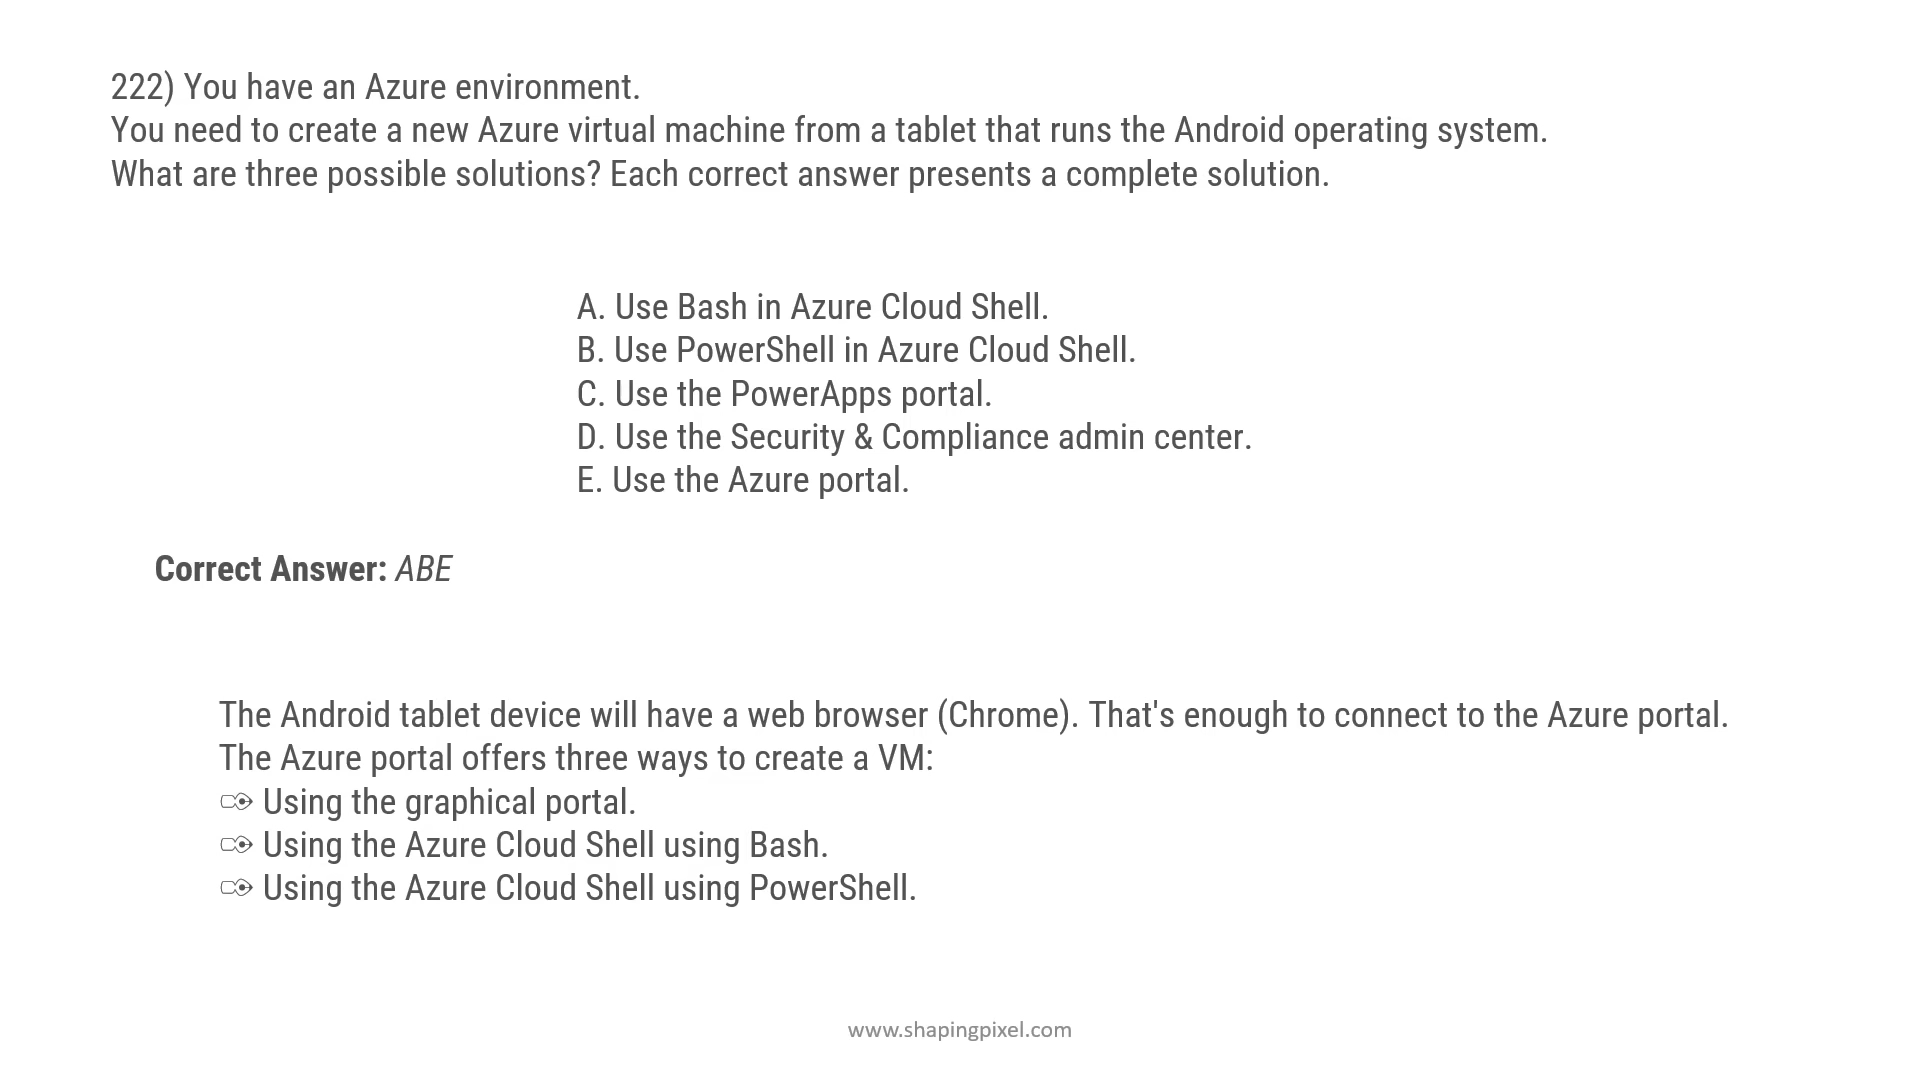 222) You have an Azure environment.
You need to create a new Azure virtual machine from a tablet that runs the Android operating system.
What are three possible solutions? Each correct answer presents a complete solution.
A. Use Bash in Azure Cloud Shell.
B. Use PowerShell in Azure Cloud Shell.
C. Use the PowerApps portal.
D. Use the Security & Compliance admin center.
E. Use the Azure portal.
Correct Answer: ABE
The Android tablet device will have a web browser (Chrome). That's enough to connect to the Azure portal.
The Azure portal offers three ways to create a VM:
Using the graphical portal.
Using the Azure Cloud Shell using Bash.
Using the Azure Cloud Shell using PowerShell.
www.shapingpixel.com